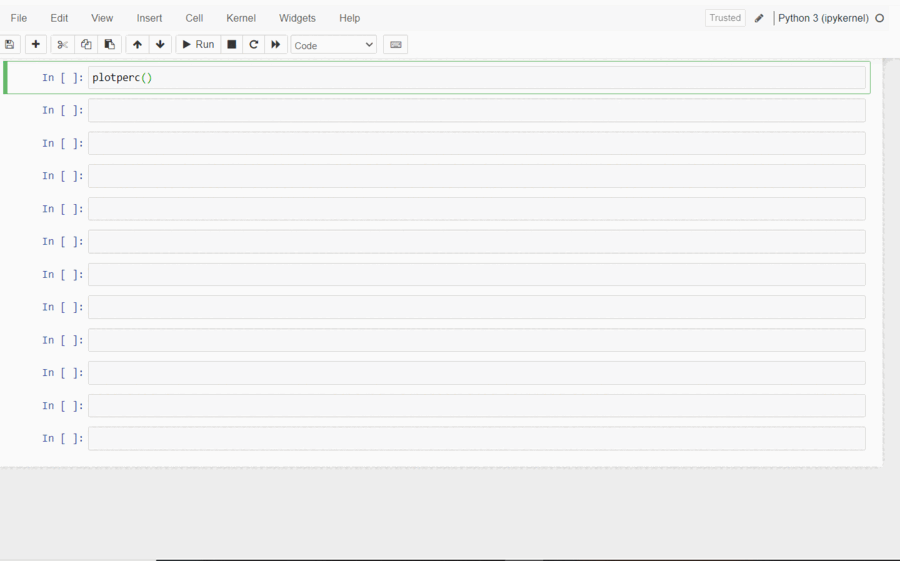 File Edit View Insert Cell Kernel Widgets Help Trusted Python 3 (ipykernel)
Run Code
In [ ]: plotperc()
In [ ]:
In [ ]:
In [ ]:
In [ ]:
In [ ]:
In [ ]:
In [ ]:
In [ ]:
In [ ]:
In [ ]:
In [ ]: